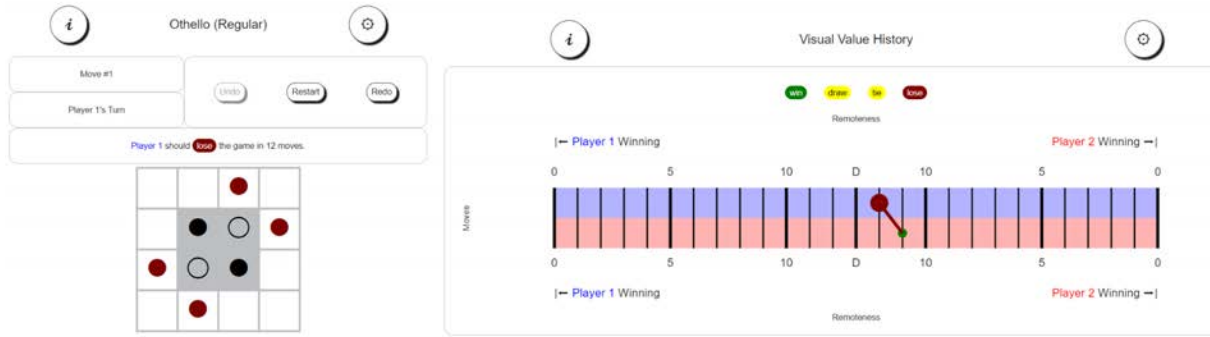 i
Othello (Regular)
Move #1
Player 1's Turn
Undo
Restart
Redo
Player 1 should lose the game in 12 moves.
i
Visual Value History
win draw tie lose
Remoteness
|← Player 1 Winning Player 2 Winning →|
0 5 10 D 10 5 0
Moves
0 5 10 D 10 5 0
|← Player 1 Winning Player 2 Winning →|
Remoteness